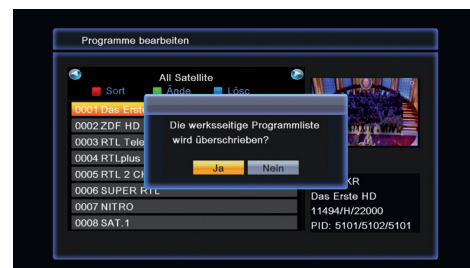 Programme bearbeiten
All Satellite
Sort Ände Lösc
0001 Das Erste
Die werksseitige Programmliste
wird überschrieben?
Ja Nein
0002 ZDF HD
0003 RTL Tele
0004 RTLplus
0005 RTL 2 CH
0006 SUPER RTL
0007 NITRO
0008 SAT.1
KR
Das Erste HD
11494/H/22000
PID: 5101/5102/5101